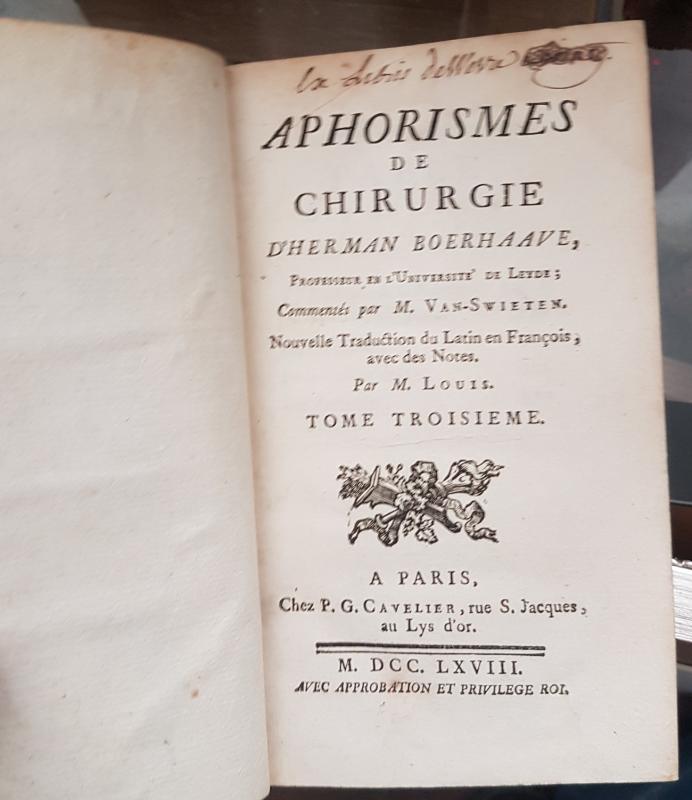 Ex Libris
APHORISMES
DE
CHIRURGIE
D'HERMAN BOERHAAVE,
PROFESSEUR EN L'UNIVERSITÉ DE LEYDE;
Commentés par M. VAN-SWIETEN.
Nouvelle Traduction du Latin en François,
avec des Notes.
Par M. LOUIS.
TOME TROISIEME.
A PARIS,
Chez P. G. CAVELIER, rue S. Jacques,
au Lys d'or.
M. DCC. LXVIII.
AVEC APPROBATION ET PRIVILEGE ROI.